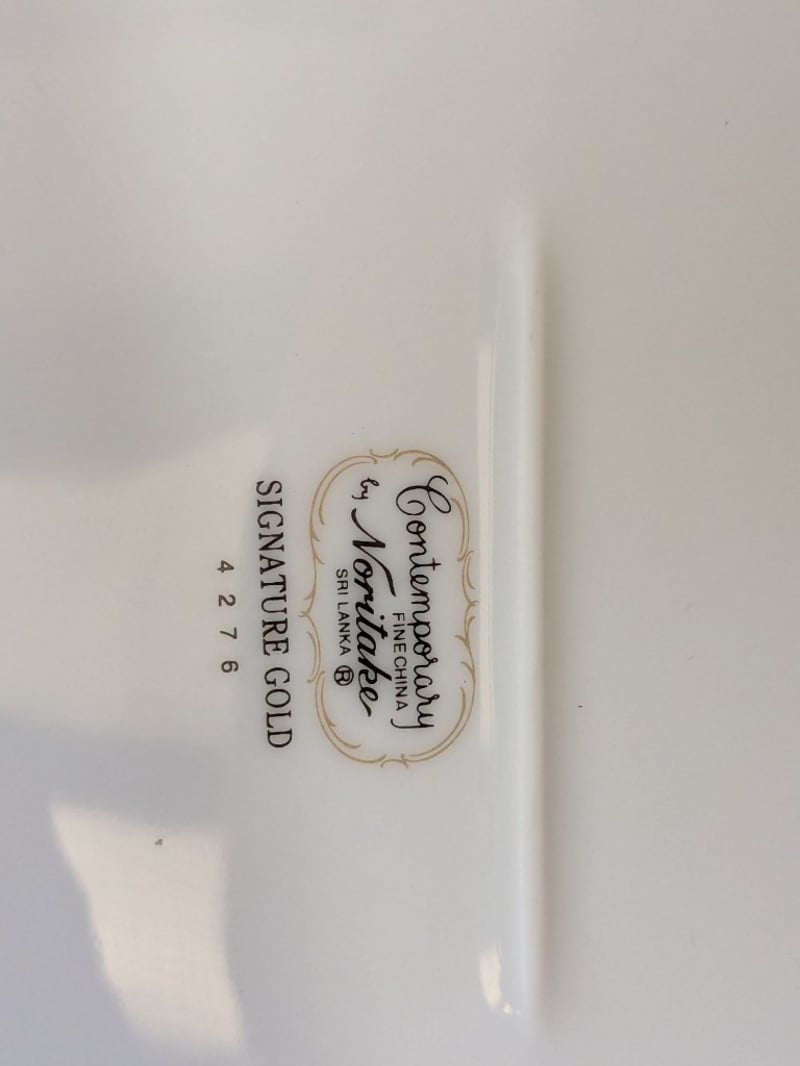 Contemporary
FINE CHINA
by Noritake
SRI LANKA ®
SIGNATURE GOLD
4276